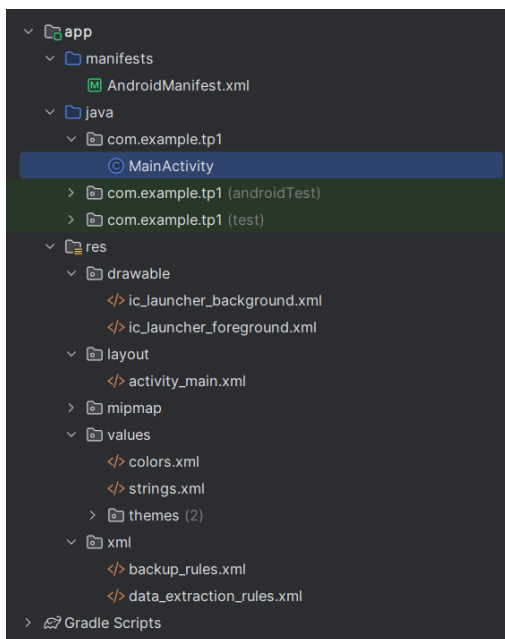 app
manifests
AndroidManifest.xml
java
com.example.tp1
MainActivity
com.example.tp1 (androidTest)
com.example.tp1 (test)
res
drawable
ic_launcher_background.xml
ic_launcher_foreground.xml
layout
activity_main.xml
mipmap
values
colors.xml
strings.xml
themes (2)
xml
backup_rules.xml
data_extraction_rules.xml
Gradle Scripts